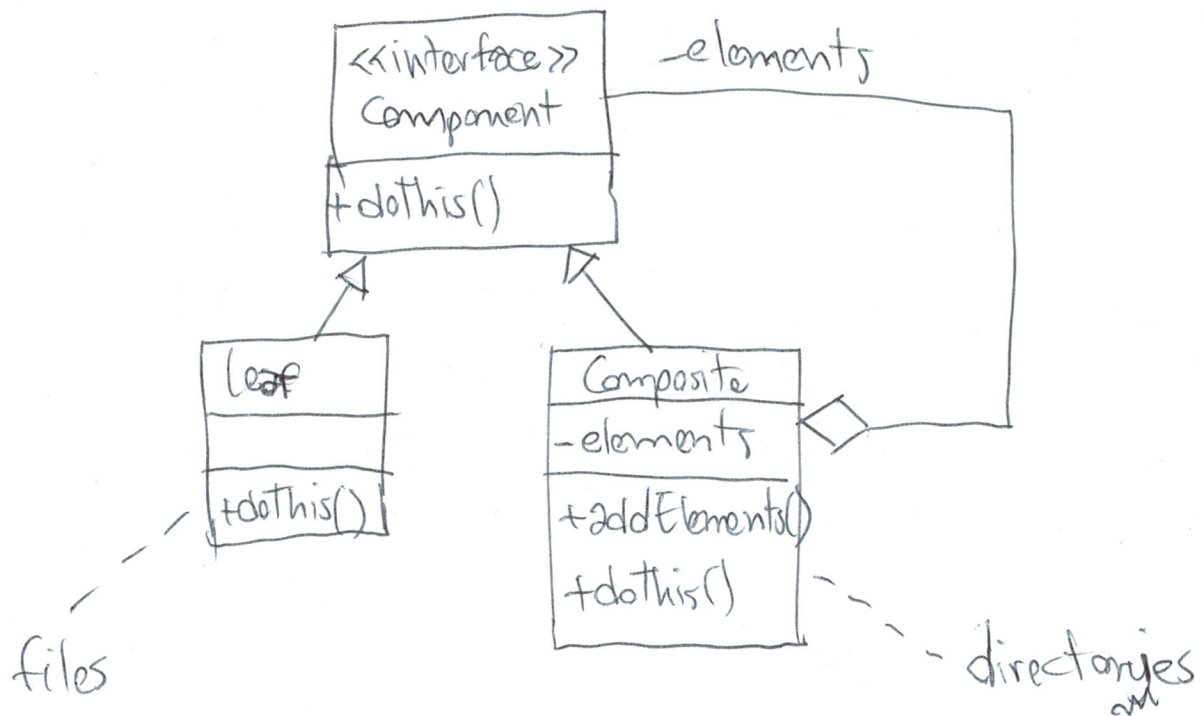 <<interface>>
Component
+dothis()
-elements
leaf
+dothis()
Composite
-elements
+addElements()
+dothis()
files
directories